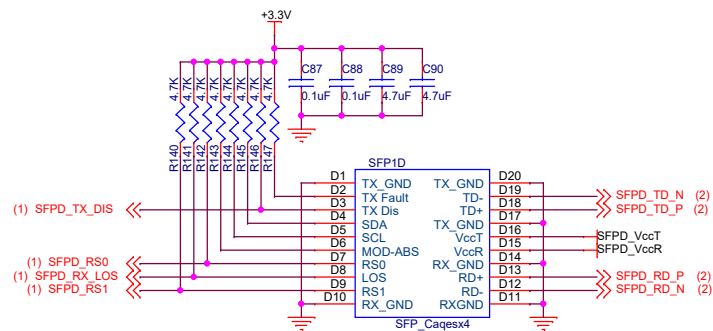 +3.3V
4.7K 4.7K 4.7K 4.7K 4.7K 4.7K 4.7K 4.7K
C87 C88 C89 C90
0.1uF 0.1uF 4.7uF 4.7uF
R140 R141 R142 R143 R144 R145 R146 R147
SFP1D
D1 TX_GND TX_GND D20
D2 TX Fault TD- D19 SFPD_TD_N (2)
(1) SFPD_TX_DIS D3 TX Dis TD+ D18 SFPD_TD_P (2)
D4 SDA TX_GND D17
D5 SCL VccT D16 SFPD_VccT
D6 MOD-ABS VccR D15 SFPD_VccR
(1) SFPD_RS0 D7 RS0 RX_GND D14
(1) SFPD_RX_LOS D8 LOS RD+ D13 SFPD_RD_P (2)
(1) SFPD_RS1 D9 RS1 RD- D12 SFPD_RD_N (2)
D10 RX_GND RXGND D11
SFP_Caqesx4